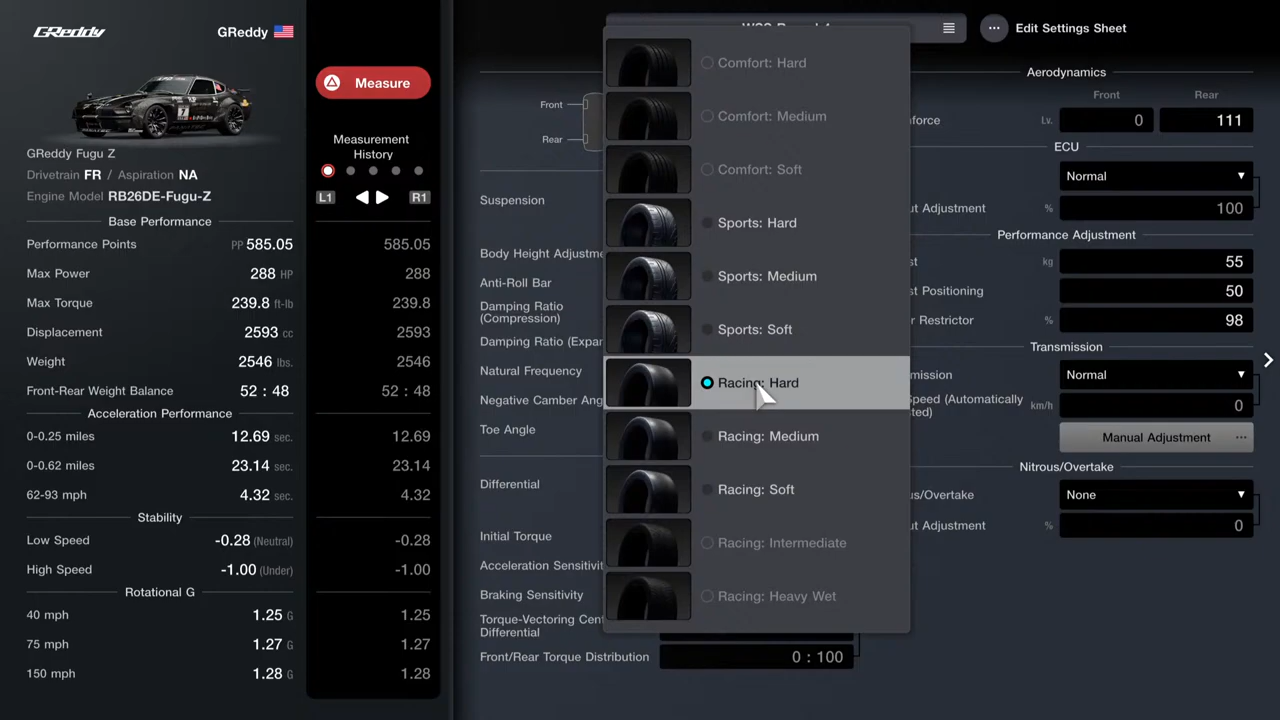 GReddy
GReddy
GReddy Fugu Z
Drivetrain FR / Aspiration NA
Engine Model RB26DE-Fugu-Z
Base Performance
Performance Points PP 585.05
Max Power 288 HP
Max Torque 239.8 ft-lb
Displacement 2593 cc
Weight 2546 lbs.
Front-Rear Weight Balance 52 : 48
Acceleration Performance
0-0.25 miles 12.69 sec.
0-0.62 miles 23.14 sec.
62-93 mph 4.32 sec.
Stability
Low Speed -0.28 (Neutral)
High Speed -1.00 (Under)
Rotational G
40 mph 1.25 G
75 mph 1.27 G
150 mph 1.28 G
Measure
Measurement
History
L1 R1
585.05
288
239.8
2593
2546
52 : 48
12.69
23.14
4.32
-0.28
-1.00
1.25
1.27
1.28
Edit Settings Sheet
Front
Rear
Suspension
Body Height Adjustme
Anti-Roll Bar
Damping Ratio
(Compression)
Damping Ratio (Expan
Natural Frequency
Negative Camber Ang
Toe Angle
Differential
Initial Torque
Acceleration Sensitivit
Braking Sensitivity
Torque-Vectoring Cent
Differential
Front/Rear Torque Distribution 0 : 100
Comfort: Hard
Comfort: Medium
Comfort: Soft
Sports: Hard
Sports: Medium
Sports: Soft
Racing: Hard
Racing: Medium
Racing: Soft
Racing: Intermediate
Racing: Heavy Wet
Aerodynamics
Front Rear
nforce Lv. 0 111
ECU
Normal
ut Adjustment % 100
Performance Adjustment
st kg 55
st Positioning 50
r Restrictor % 98
Transmission
mission Normal
Speed (Automatically
ted) km/h 0
Manual Adjustment
Nitrous/Overtake
us/Overtake None
ut Adjustment % 0